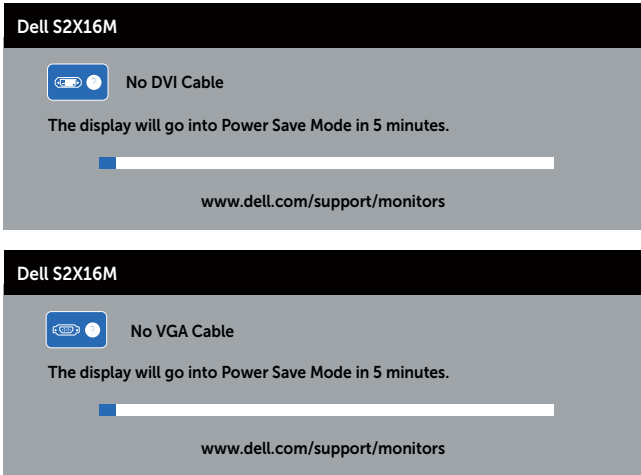 Dell S2X16M
No DVI Cable
The display will go into Power Save Mode in 5 minutes.
www.dell.com/support/monitors
Dell S2X16M
No VGA Cable
The display will go into Power Save Mode in 5 minutes.
www.dell.com/support/monitors